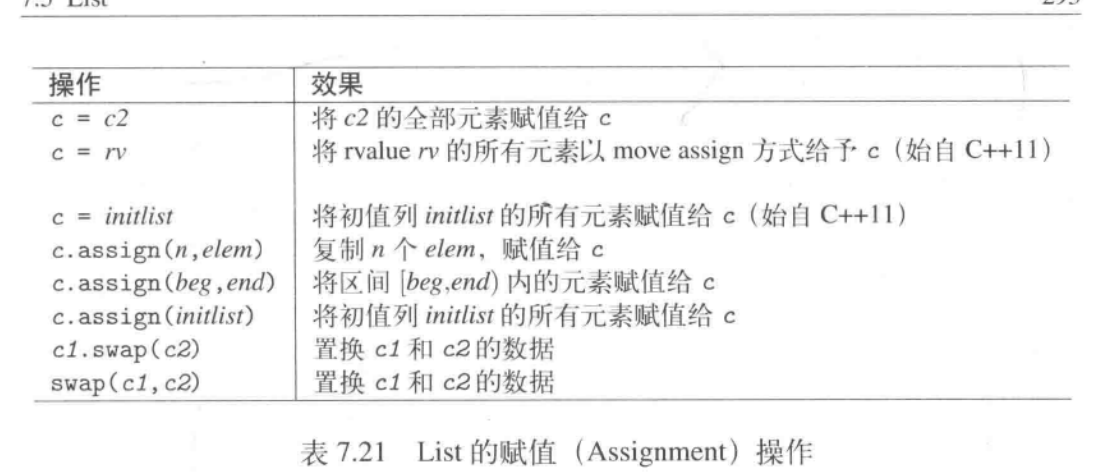 7.5 List 293
操作 效果
c = c2 将 c2 的全部元素赋值给 c
c = rv 将 rvalue rv 的所有元素以 move assign 方式给予 c（始自 C++11）
c = initlist 将初值列 initlist 的所有元素赋值给 c（始自 C++11）
c.assign(n,elem) 复制 n 个 elem，赋值给 c
c.assign(beg,end) 将区间 [beg,end) 内的元素赋值给 c
c.assign(initlist) 将初值列 initlist 的所有元素赋值给 c
c1.swap(c2) 置换 c1 和 c2 的数据
swap(c1,c2) 置换 c1 和 c2 的数据
表 7.21 List 的赋值（Assignment）操作